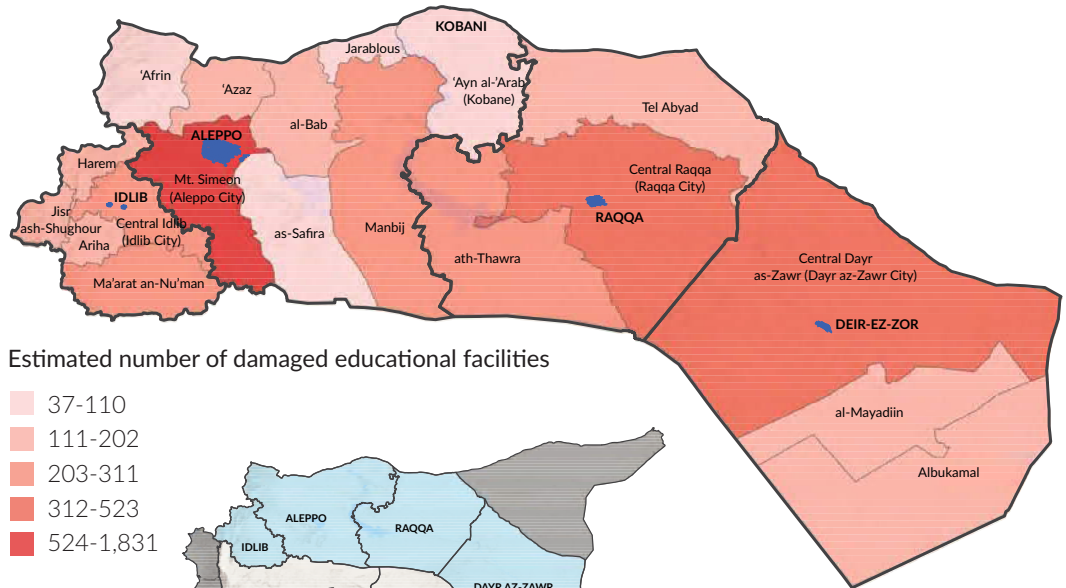 KOBANI
Jarablous
'Afrin
'Ayn al-'Arab
(Kobane)
'Azaz
Tel Abyad
al-Bab
ALEPPO
Harem
Mt. Simeon
(Aleppo City)
Central Raqqa
(Raqqa City)
IDLIB
Jisr
ash-Shughour
Central Idlib
(Idlib City)
Ariha
as-Safira
Manbij
RAQQA
ath-Thawra
Central Dayr
as-Zawr (Dayr az-Zawr City)
Ma'arat an-Nu'man
DEIR-EZ-ZOR
Estimated number of damaged educational facilities
37-110
111-202
203-311
312-523
524-1,831
al-Mayadiin
Albukamal
ALEPPO
RAQQA
IDLIB
DAYR AZ-ZAWR